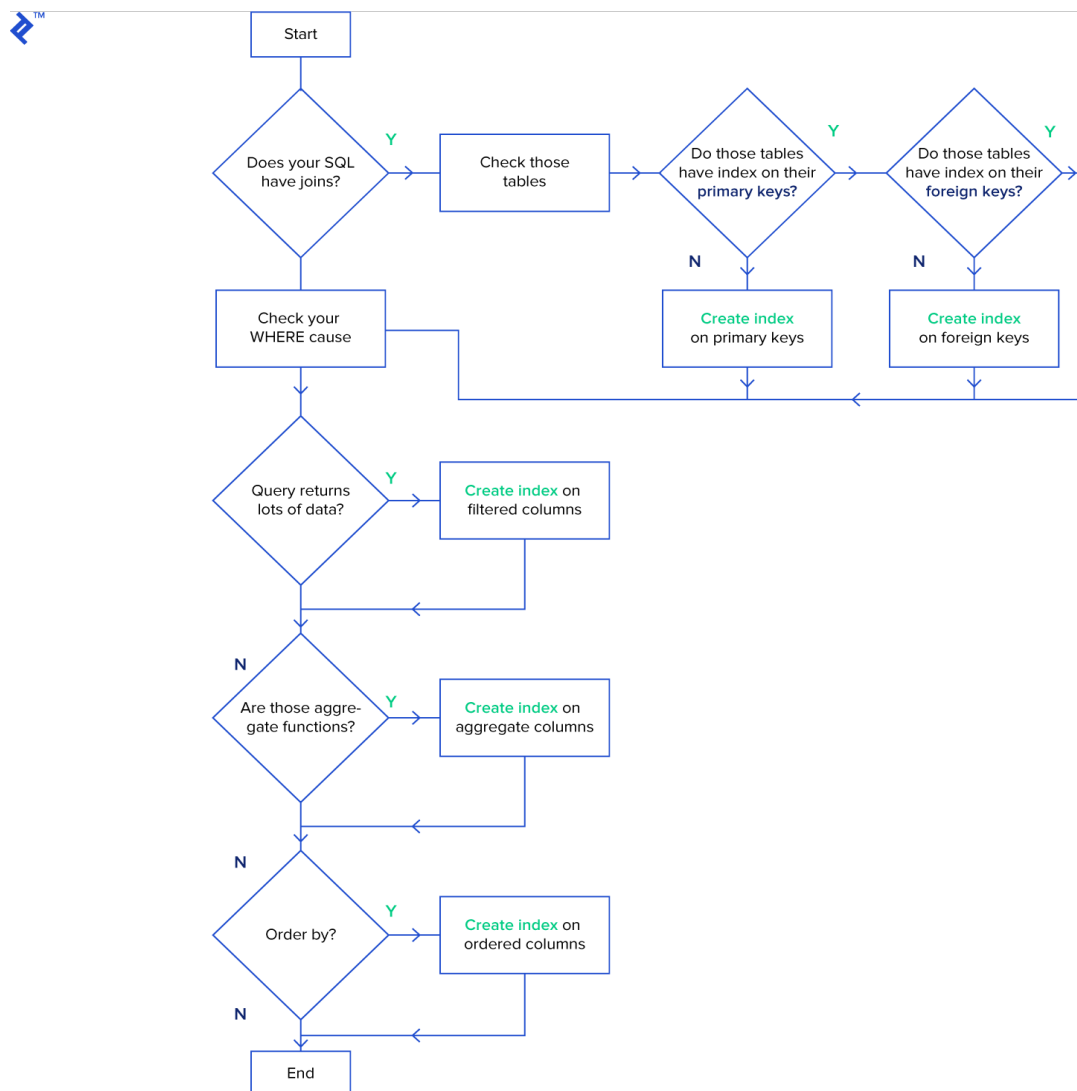 ™
Start
Does your SQL
have joins?
Y
Check those
tables
Do those tables
have index on their
primary keys?
Y
Do those tables
have index on their
foreign keys?
Y
N
N
Check your
WHERE cause
Create index
on primary keys
Create index
on foreign keys
Query returns
lots of data?
Y
Create index on
filtered columns
N
Are those aggre-
gate functions?
Y
Create index on
aggregate columns
N
Order by?
Y
Create index on
ordered columns
N
End